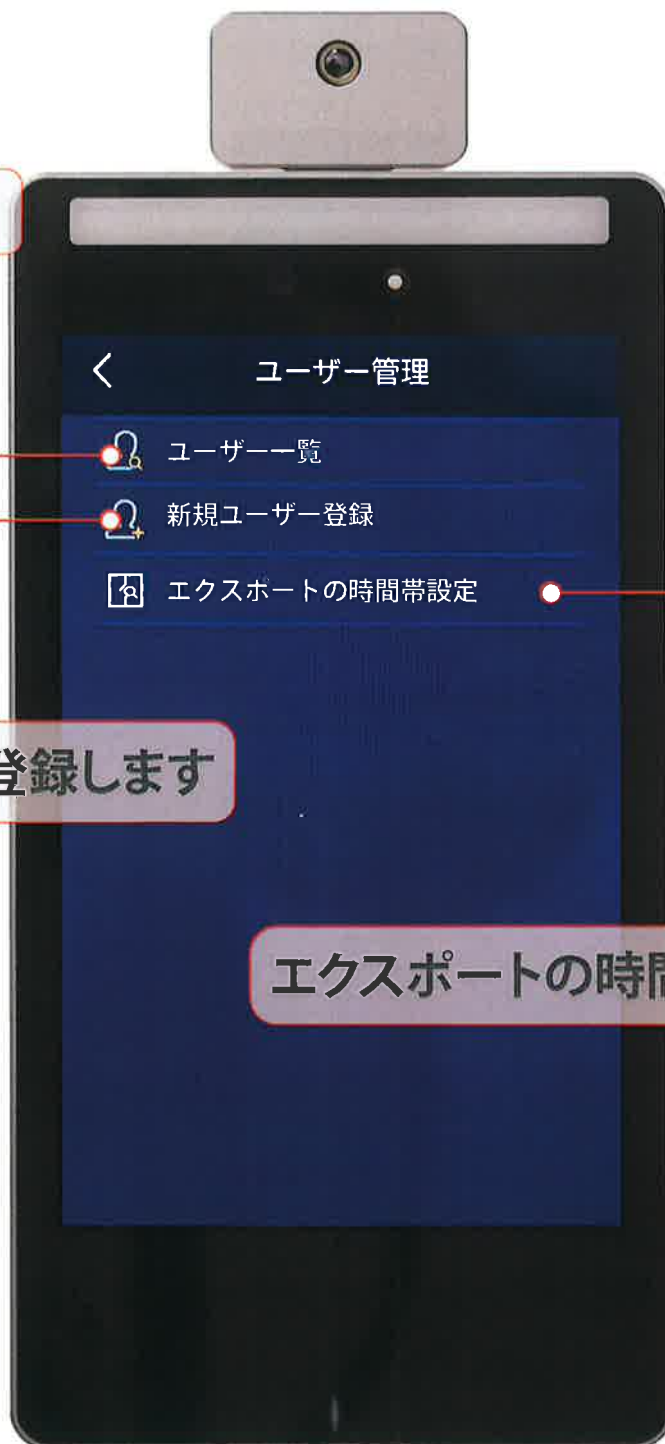 ユーザー管理
ユーザー一覧
新規ユーザー登録
エクスポートの時間帯設定
登録します
エクスポートの時間